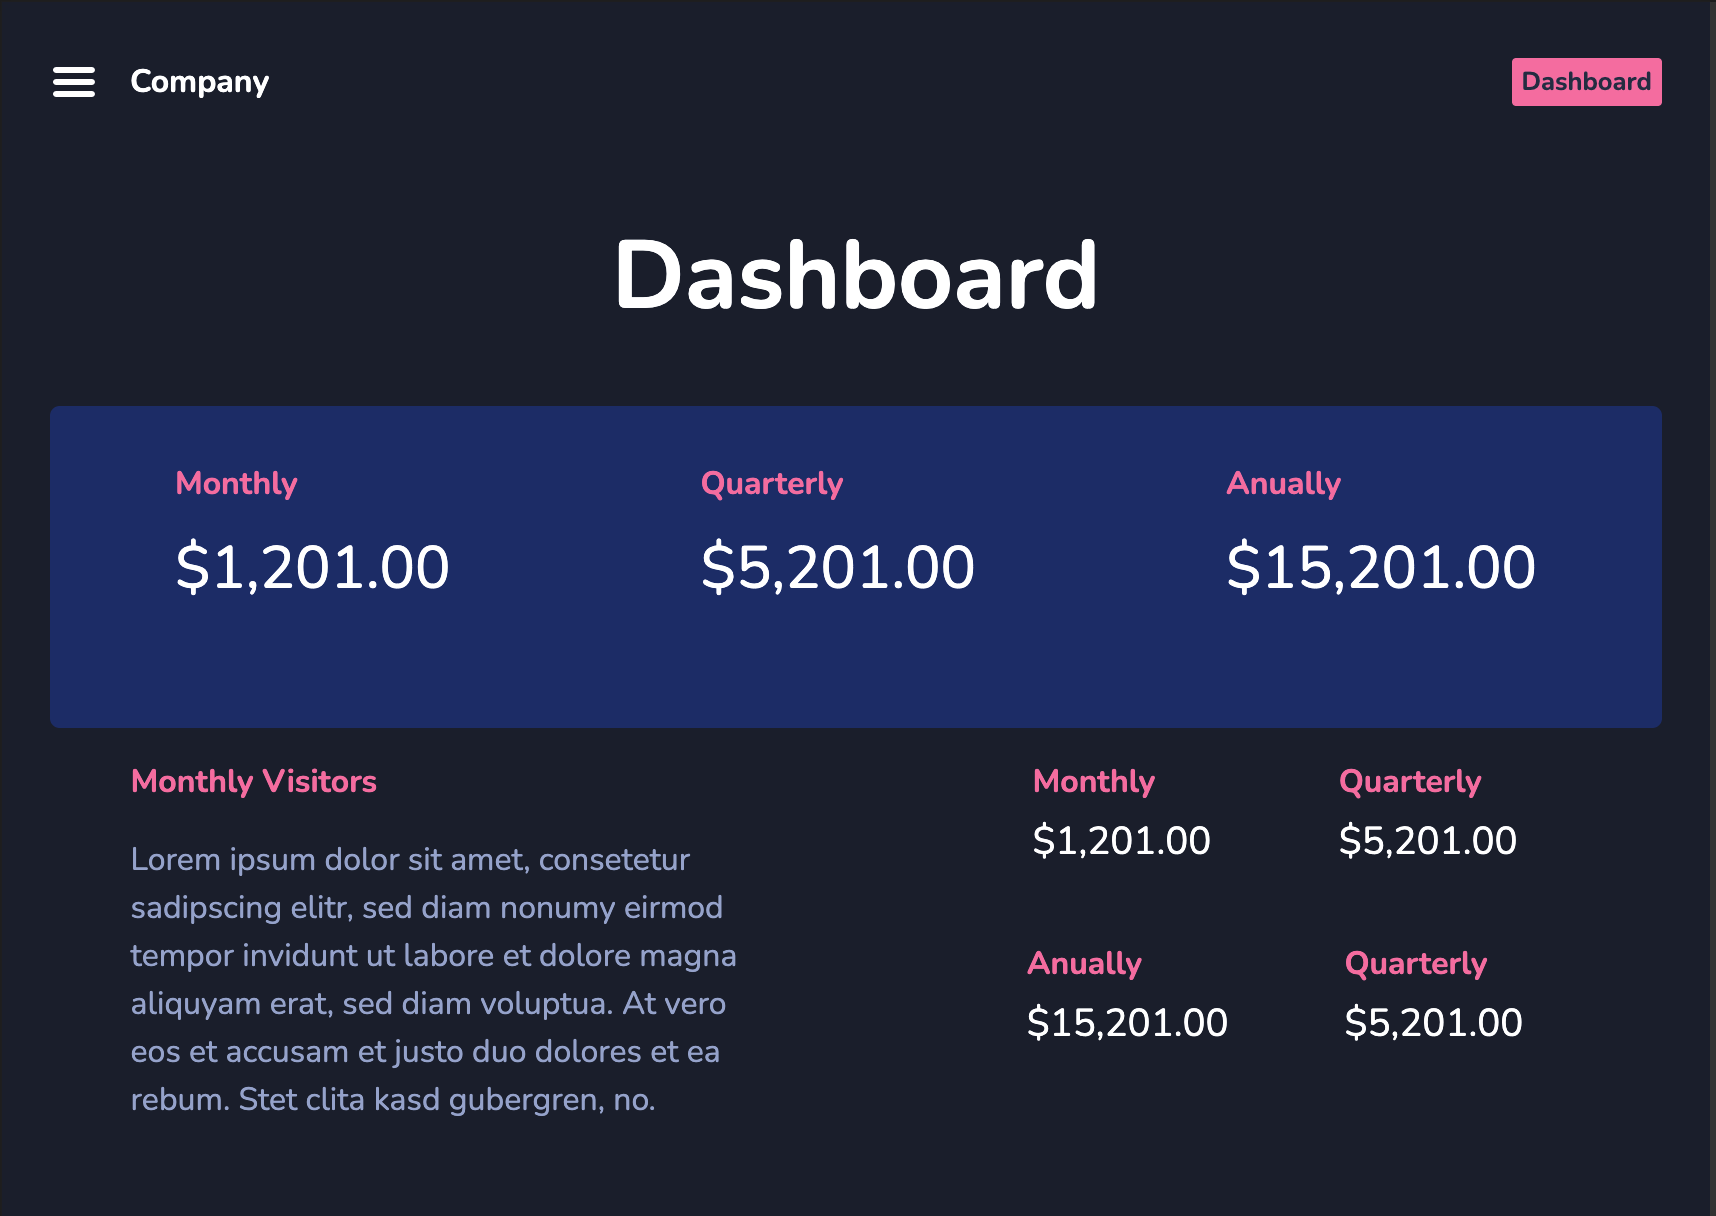 Company
Dashboard
Dashboard
Monthly
Quarterly
Anually
$1,201.00
$5,201.00
$15,201.00
Monthly Visitors
Lorem ipsum dolor sit amet, consetetur
sadipscing elitr, sed diam nonumy eirmod
tempor invidunt ut labore et dolore magna
aliquyam erat, sed diam voluptua. At vero
eos et accusam et justo duo dolores et ea
rebum. Stet clita kasd gubergren, no.
Monthly
$1,201.00
Quarterly
$5,201.00
Anually
$15,201.00
Quarterly
$5,201.00